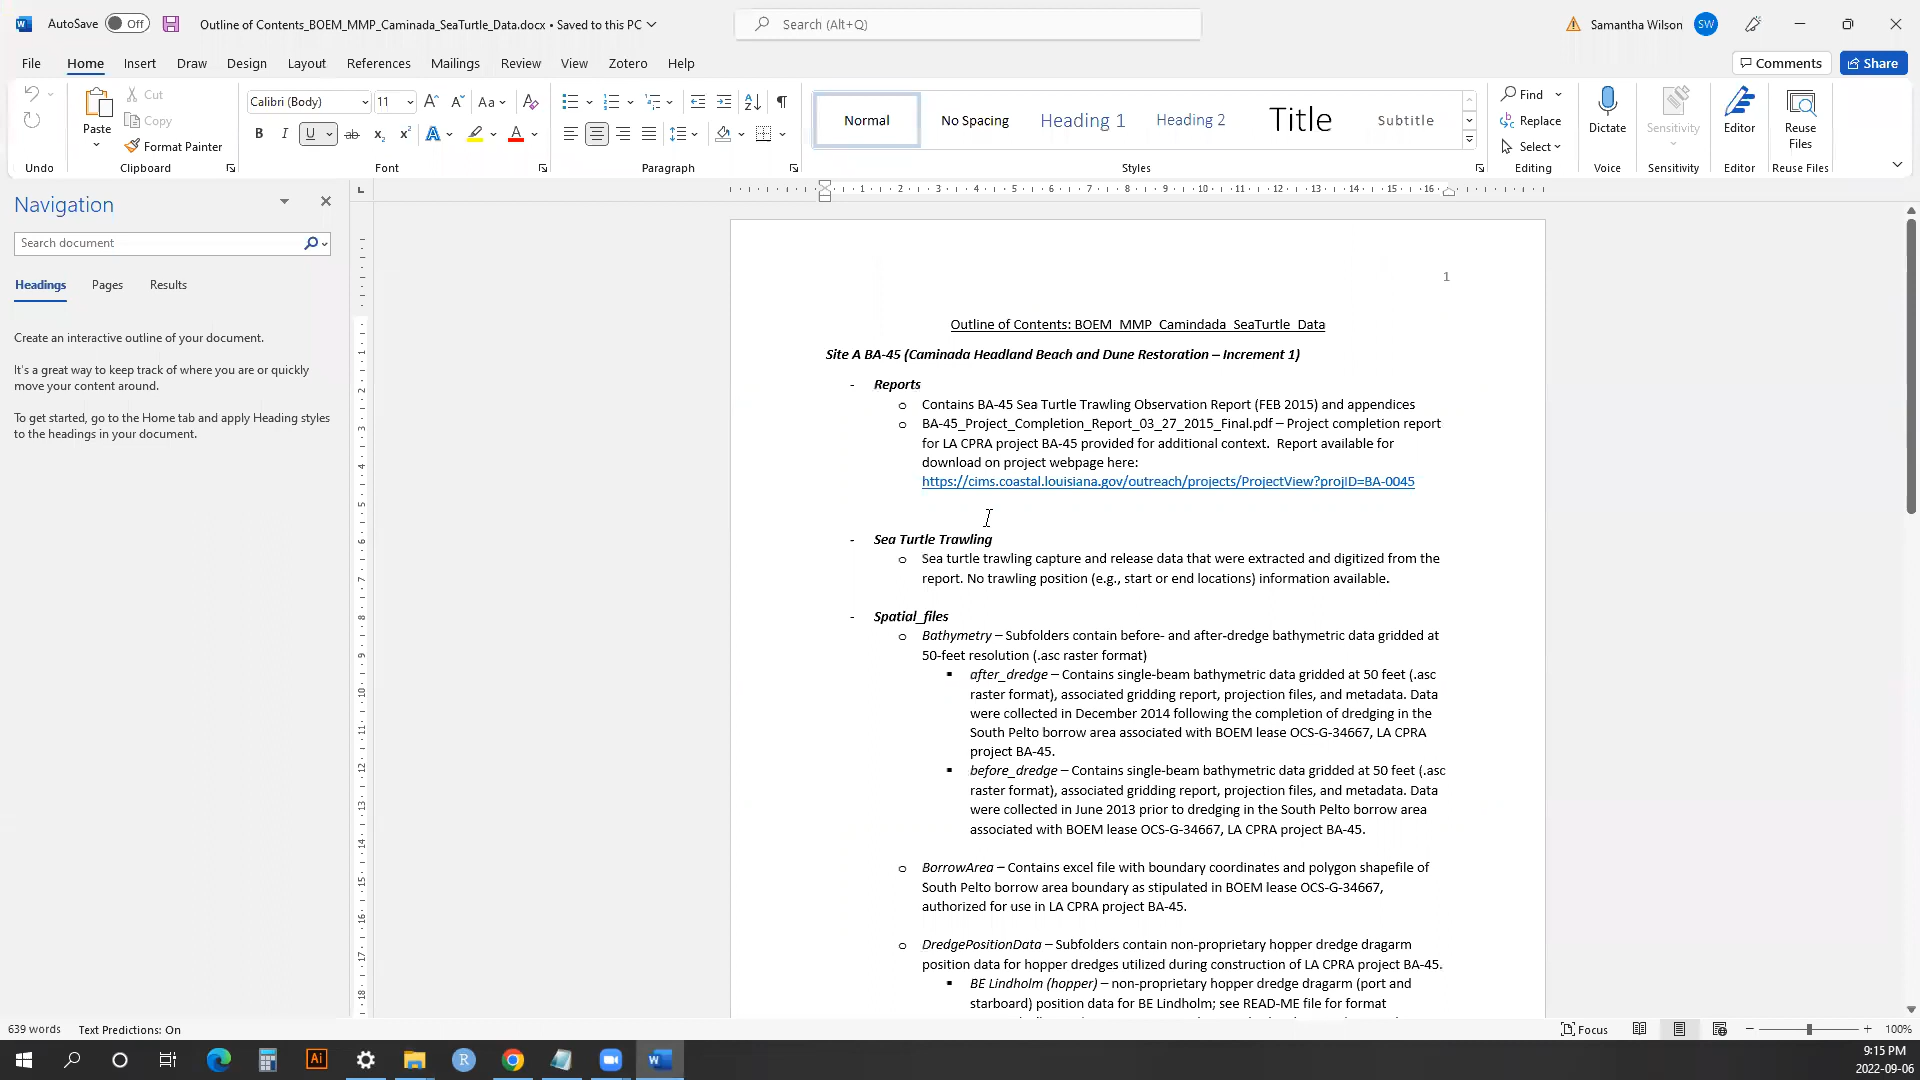 AutoSave Off Outline of Contents_BOEM_MMP_Caminada_SeaTurtle_Data.docx • Saved to this PC Search (Alt+Q) Samantha Wilson SW
File Home Insert Draw Design Layout References Mailings Review View Zotero Help Comments Share
Paste Cut Copy Format Painter
Calibri (Body) 11
Normal No Spacing Heading 1 Heading 2 Title Subtitle
Find Replace Select
Dictate Sensitivity Editor Reuse Files
Undo Clipboard Font Paragraph Styles Editing Voice Sensitivity Editor Reuse Files
Navigation
Search document
Headings Pages Results
Create an interactive outline of your document.
It's a great way to keep track of where you are or quickly
move your content around.
To get started, go to the Home tab and apply Heading styles
to the headings in your document.
1
Outline of Contents: BOEM_MMP_Camindada_SeaTurtle_Data
Site A BA-45 (Caminada Headland Beach and Dune Restoration – Increment 1)
- Reports
o Contains BA-45 Sea Turtle Trawling Observation Report (FEB 2015) and appendices
o BA-45_Project_Completion_Report_03_27_2015_Final.pdf – Project completion report
for LA CPRA project BA-45 provided for additional context. Report available for
download on project webpage here:
https://cims.coastal.louisiana.gov/outreach/projects/ProjectView?projID=BA-0045
- Sea Turtle Trawling
o Sea turtle trawling capture and release data that were extracted and digitized from the
report. No trawling position (e.g., start or end locations) information available.
- Spatial_files
o Bathymetry – Subfolders contain before- and after-dredge bathymetric data gridded at
50-feet resolution (.asc raster format)
▪ after_dredge – Contains single-beam bathymetric data gridded at 50 feet (.asc
raster format), associated gridding report, projection files, and metadata. Data
were collected in December 2014 following the completion of dredging in the
South Pelto borrow area associated with BOEM lease OCS-G-34667, LA CPRA
project BA-45.
▪ before_dredge – Contains single-beam bathymetric data gridded at 50 feet (.asc
raster format), associated gridding report, projection files, and metadata. Data
were collected in June 2013 prior to dredging in the South Pelto borrow area
associated with BOEM lease OCS-G-34667, LA CPRA project BA-45.
o BorrowArea – Contains excel file with boundary coordinates and polygon shapefile of
South Pelto borrow area boundary as stipulated in BOEM lease OCS-G-34667,
authorized for use in LA CPRA project BA-45.
o DredgePositionData – Subfolders contain non-proprietary hopper dredge dragarm
position data for hopper dredges utilized during construction of LA CPRA project BA-45.
▪ BE Lindholm (hopper) – non-proprietary hopper dredge dragarm (port and
starboard) position data for BE Lindholm; see READ-ME file for format
639 words Text Predictions: On Focus 100%
9:15 PM
2022-09-06